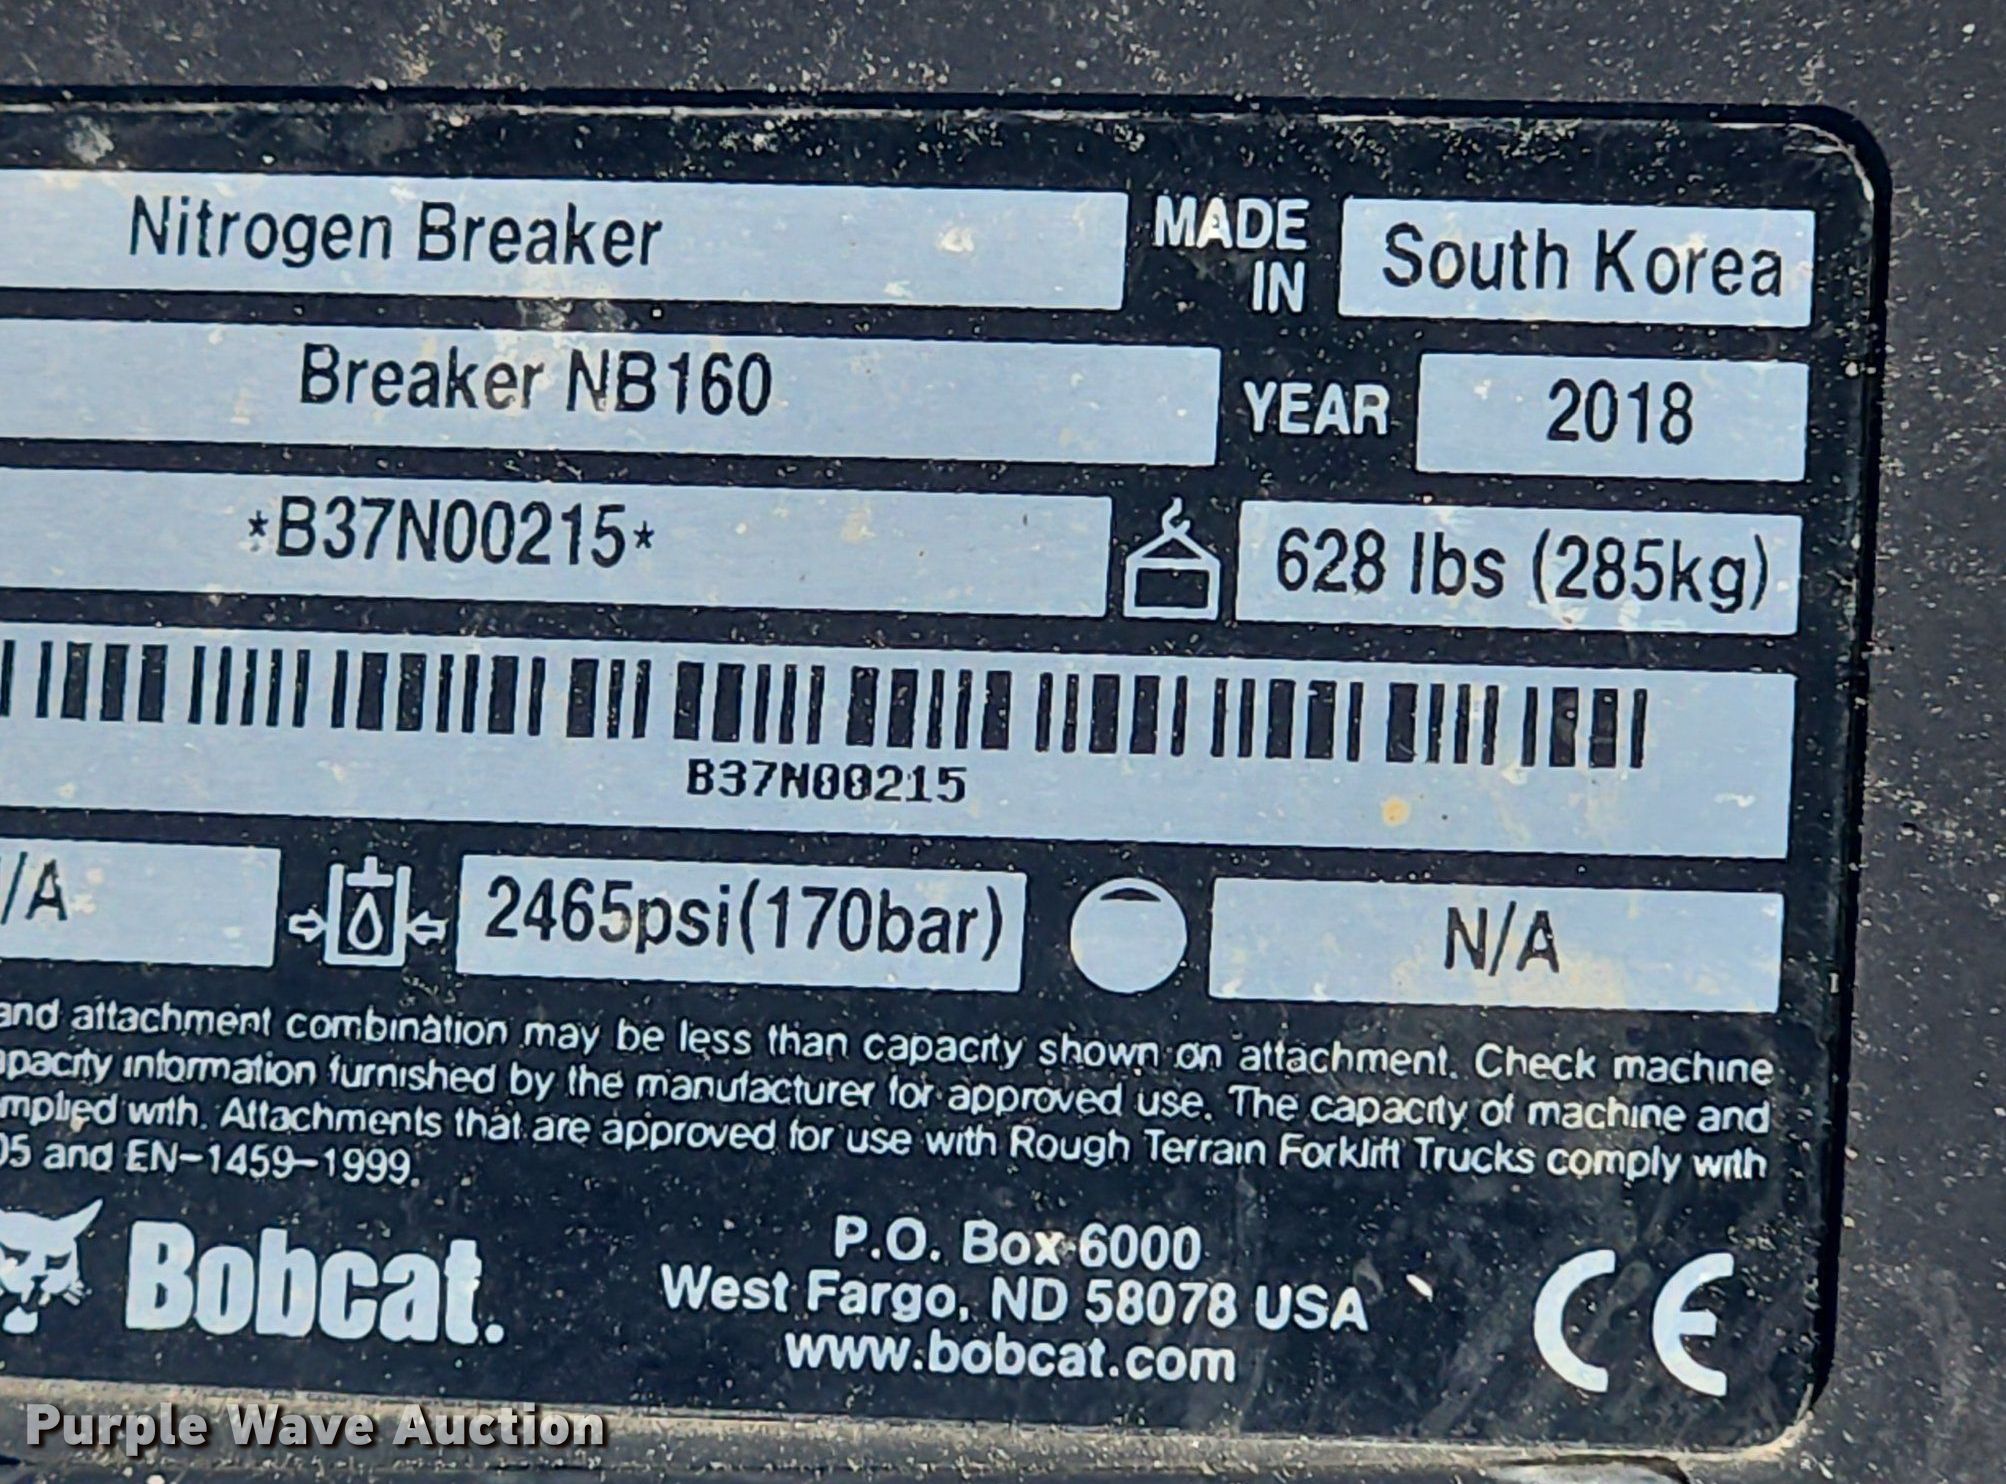 Nitrogen Breaker
MADE IN
South Korea
Breaker NB160
YEAR
2018
*B37N00215*
628 lbs (285kg)
B37N00215
/A
2465psi(170bar)
N/A
and attachment combination may be less than capacity shown on attachment. Check machine
information furnished by the manufacturer for approved use. The capacity of machine and
with. Attachments that are approved for use with Rough Terrain Forklift Trucks comply with
05 and EN-1459-1999.
Bobcat.
P.O. Box 6000
West Fargo, ND 58078 USA
www.bobcat.com
CE
Purple Wave Auction